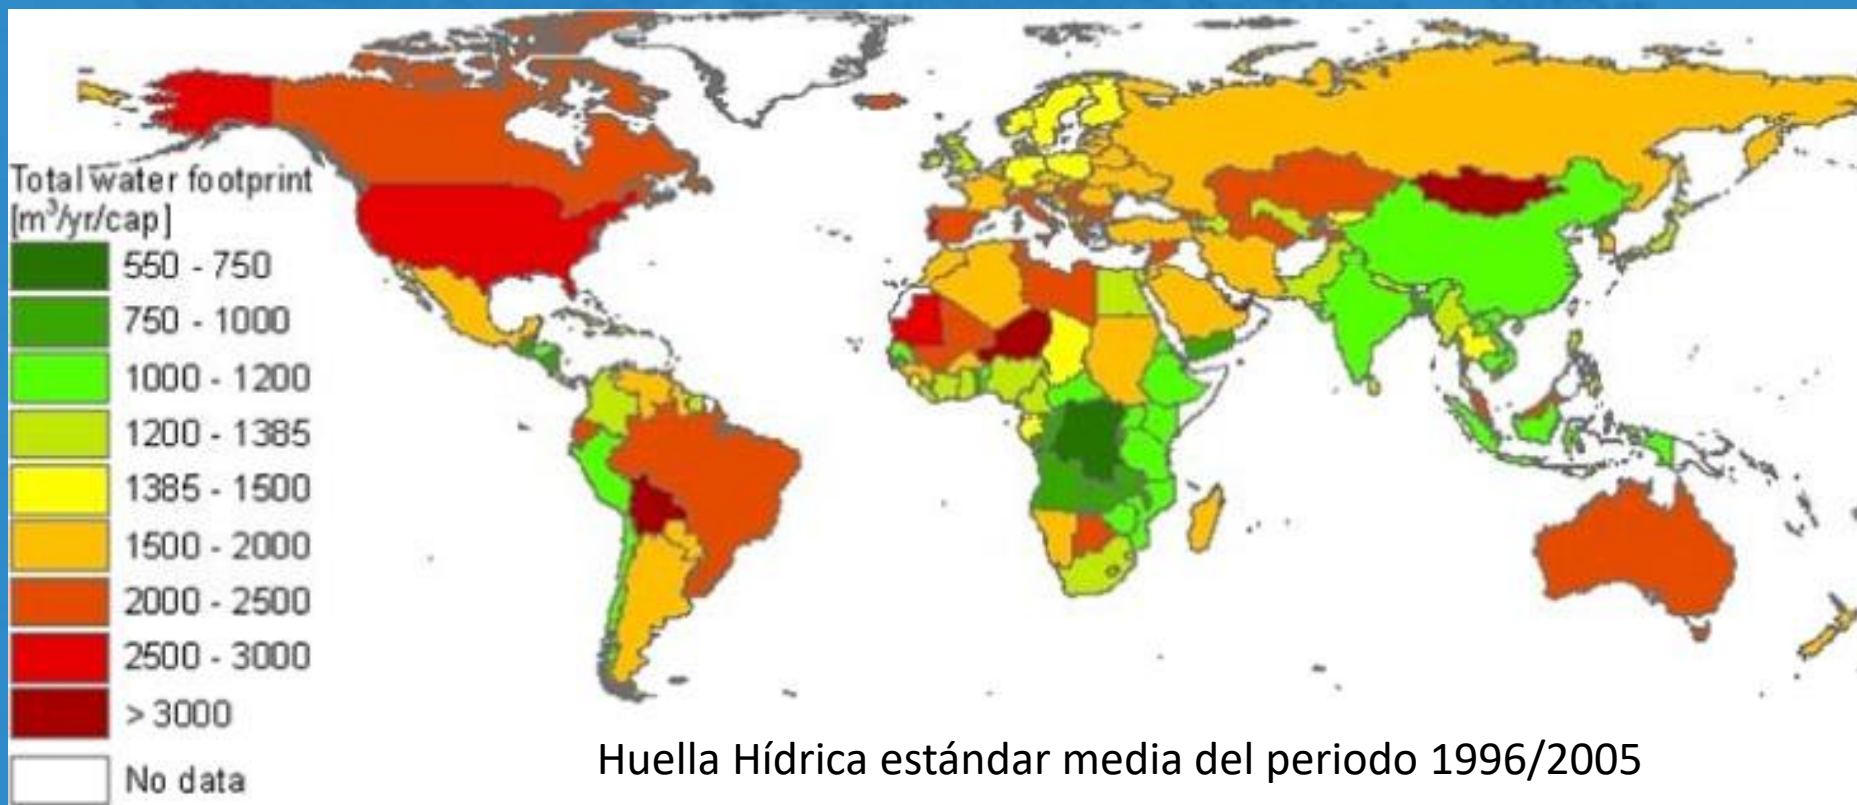 Total water footprint
[m³/yr/cap]
550 - 750
750 - 1000
1000 - 1200
1200 - 1385
1385 - 1500
1500 - 2000
2000 - 2500
2500 - 3000
> 3000
No data
Huella Hídrica estándar media del periodo 1996/2005